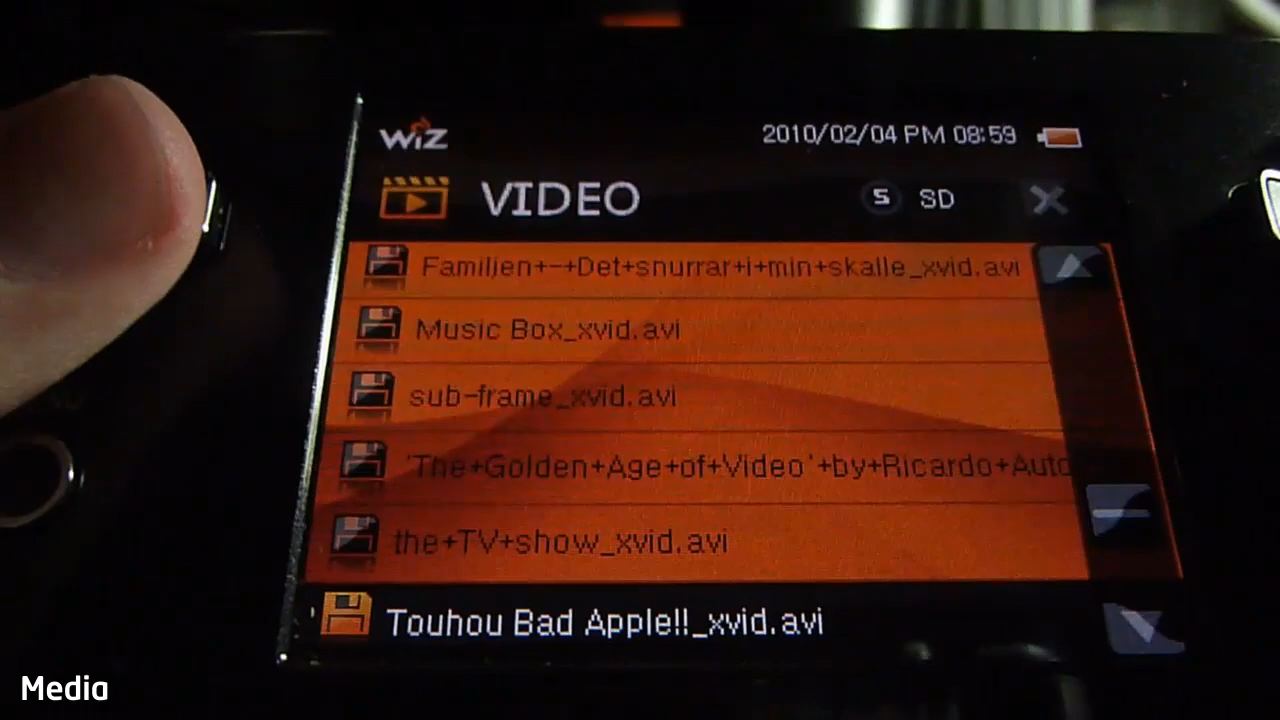 WiZ
2010/02/04 PM 08:59
VIDEO
S SD
Familjen+-+Det+snurrar+i+min+skalle_xvid.avi
Music Box_xvid.avi
sub-frame_xvid.avi
'The+Golden+Age+of+Video'+by+Ricardo+Auto
the+TV+show_xvid.avi
Touhou Bad Apple!!_xvid.avi
Media